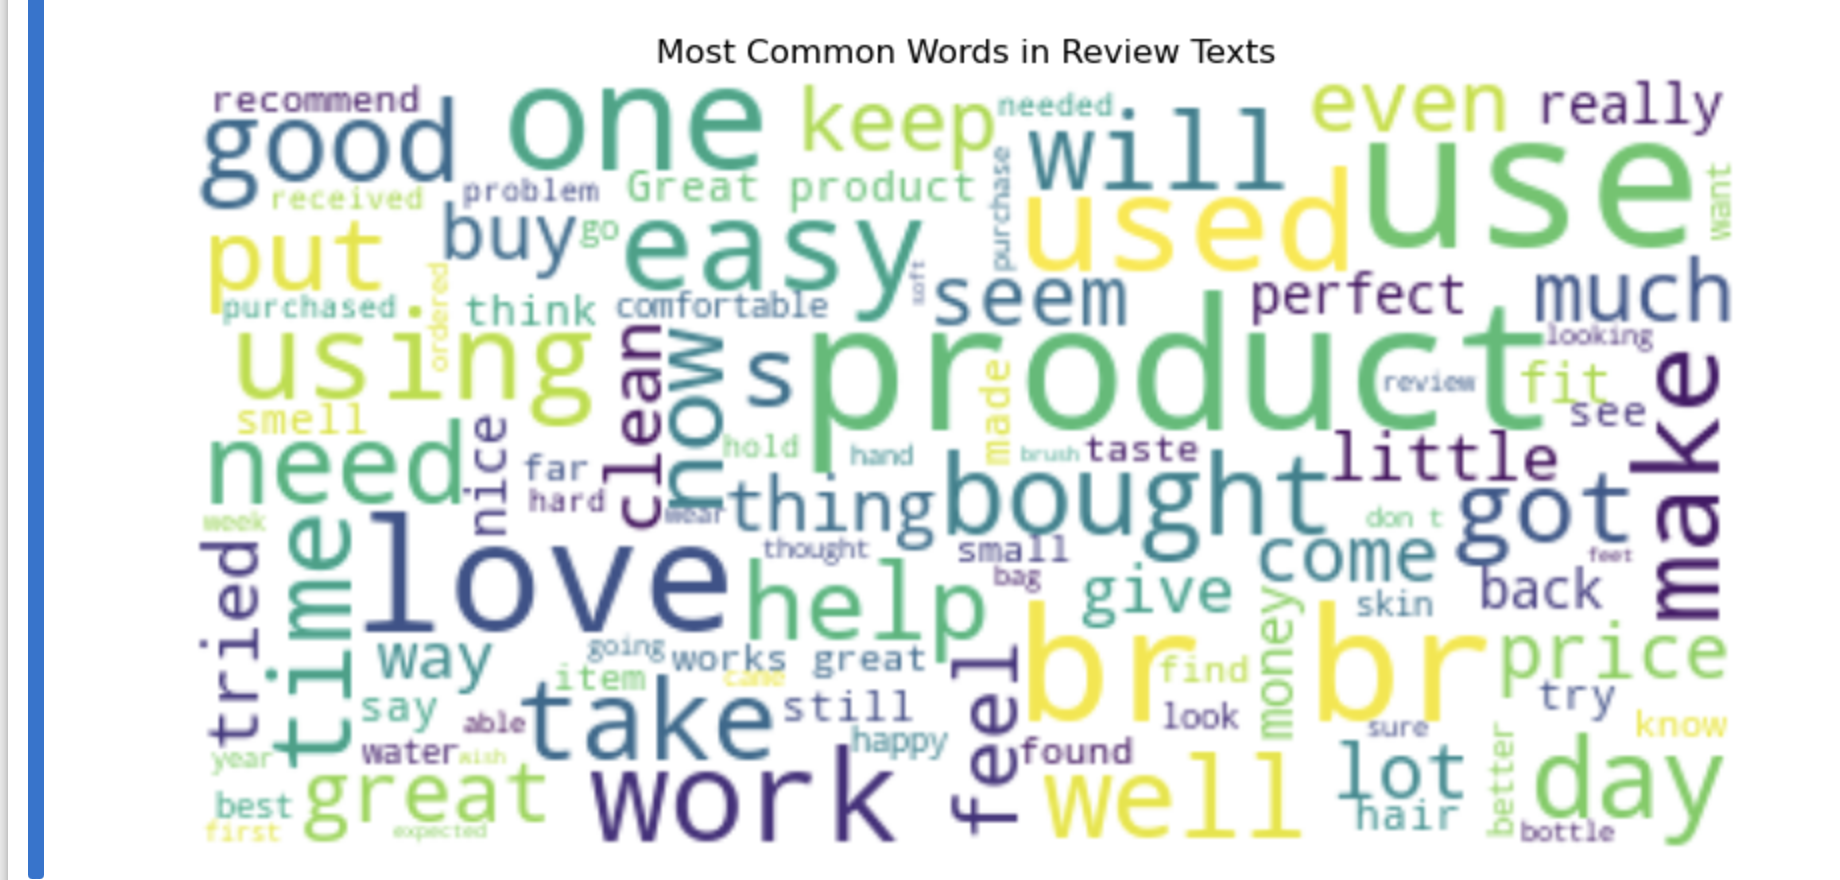 Most Common Words in Review Texts
recommend
good
one
keep
needed
will
even
really
received
problem
Great product
purchase
used
use
want
put
buy
go
easy
soft
seem
perfect
much
purchased
ordered
think
comfortable
using
clean
now
s
product
made
review
looking
fit
see
make
smell
need
nice
far
hard
hold
hand
brush
taste
little
wear
thing
bought
don t
got
week
tried
time
love
thought
small
bag
help
give
come
skin
feet
back
way
going
works great
item
came
feel
br br
find
money
price
say
able
take
still
look
try
sure
know
year
water
wish
happy
found
better
best
great
work
well
lot
hair
day
first
expected
bottle